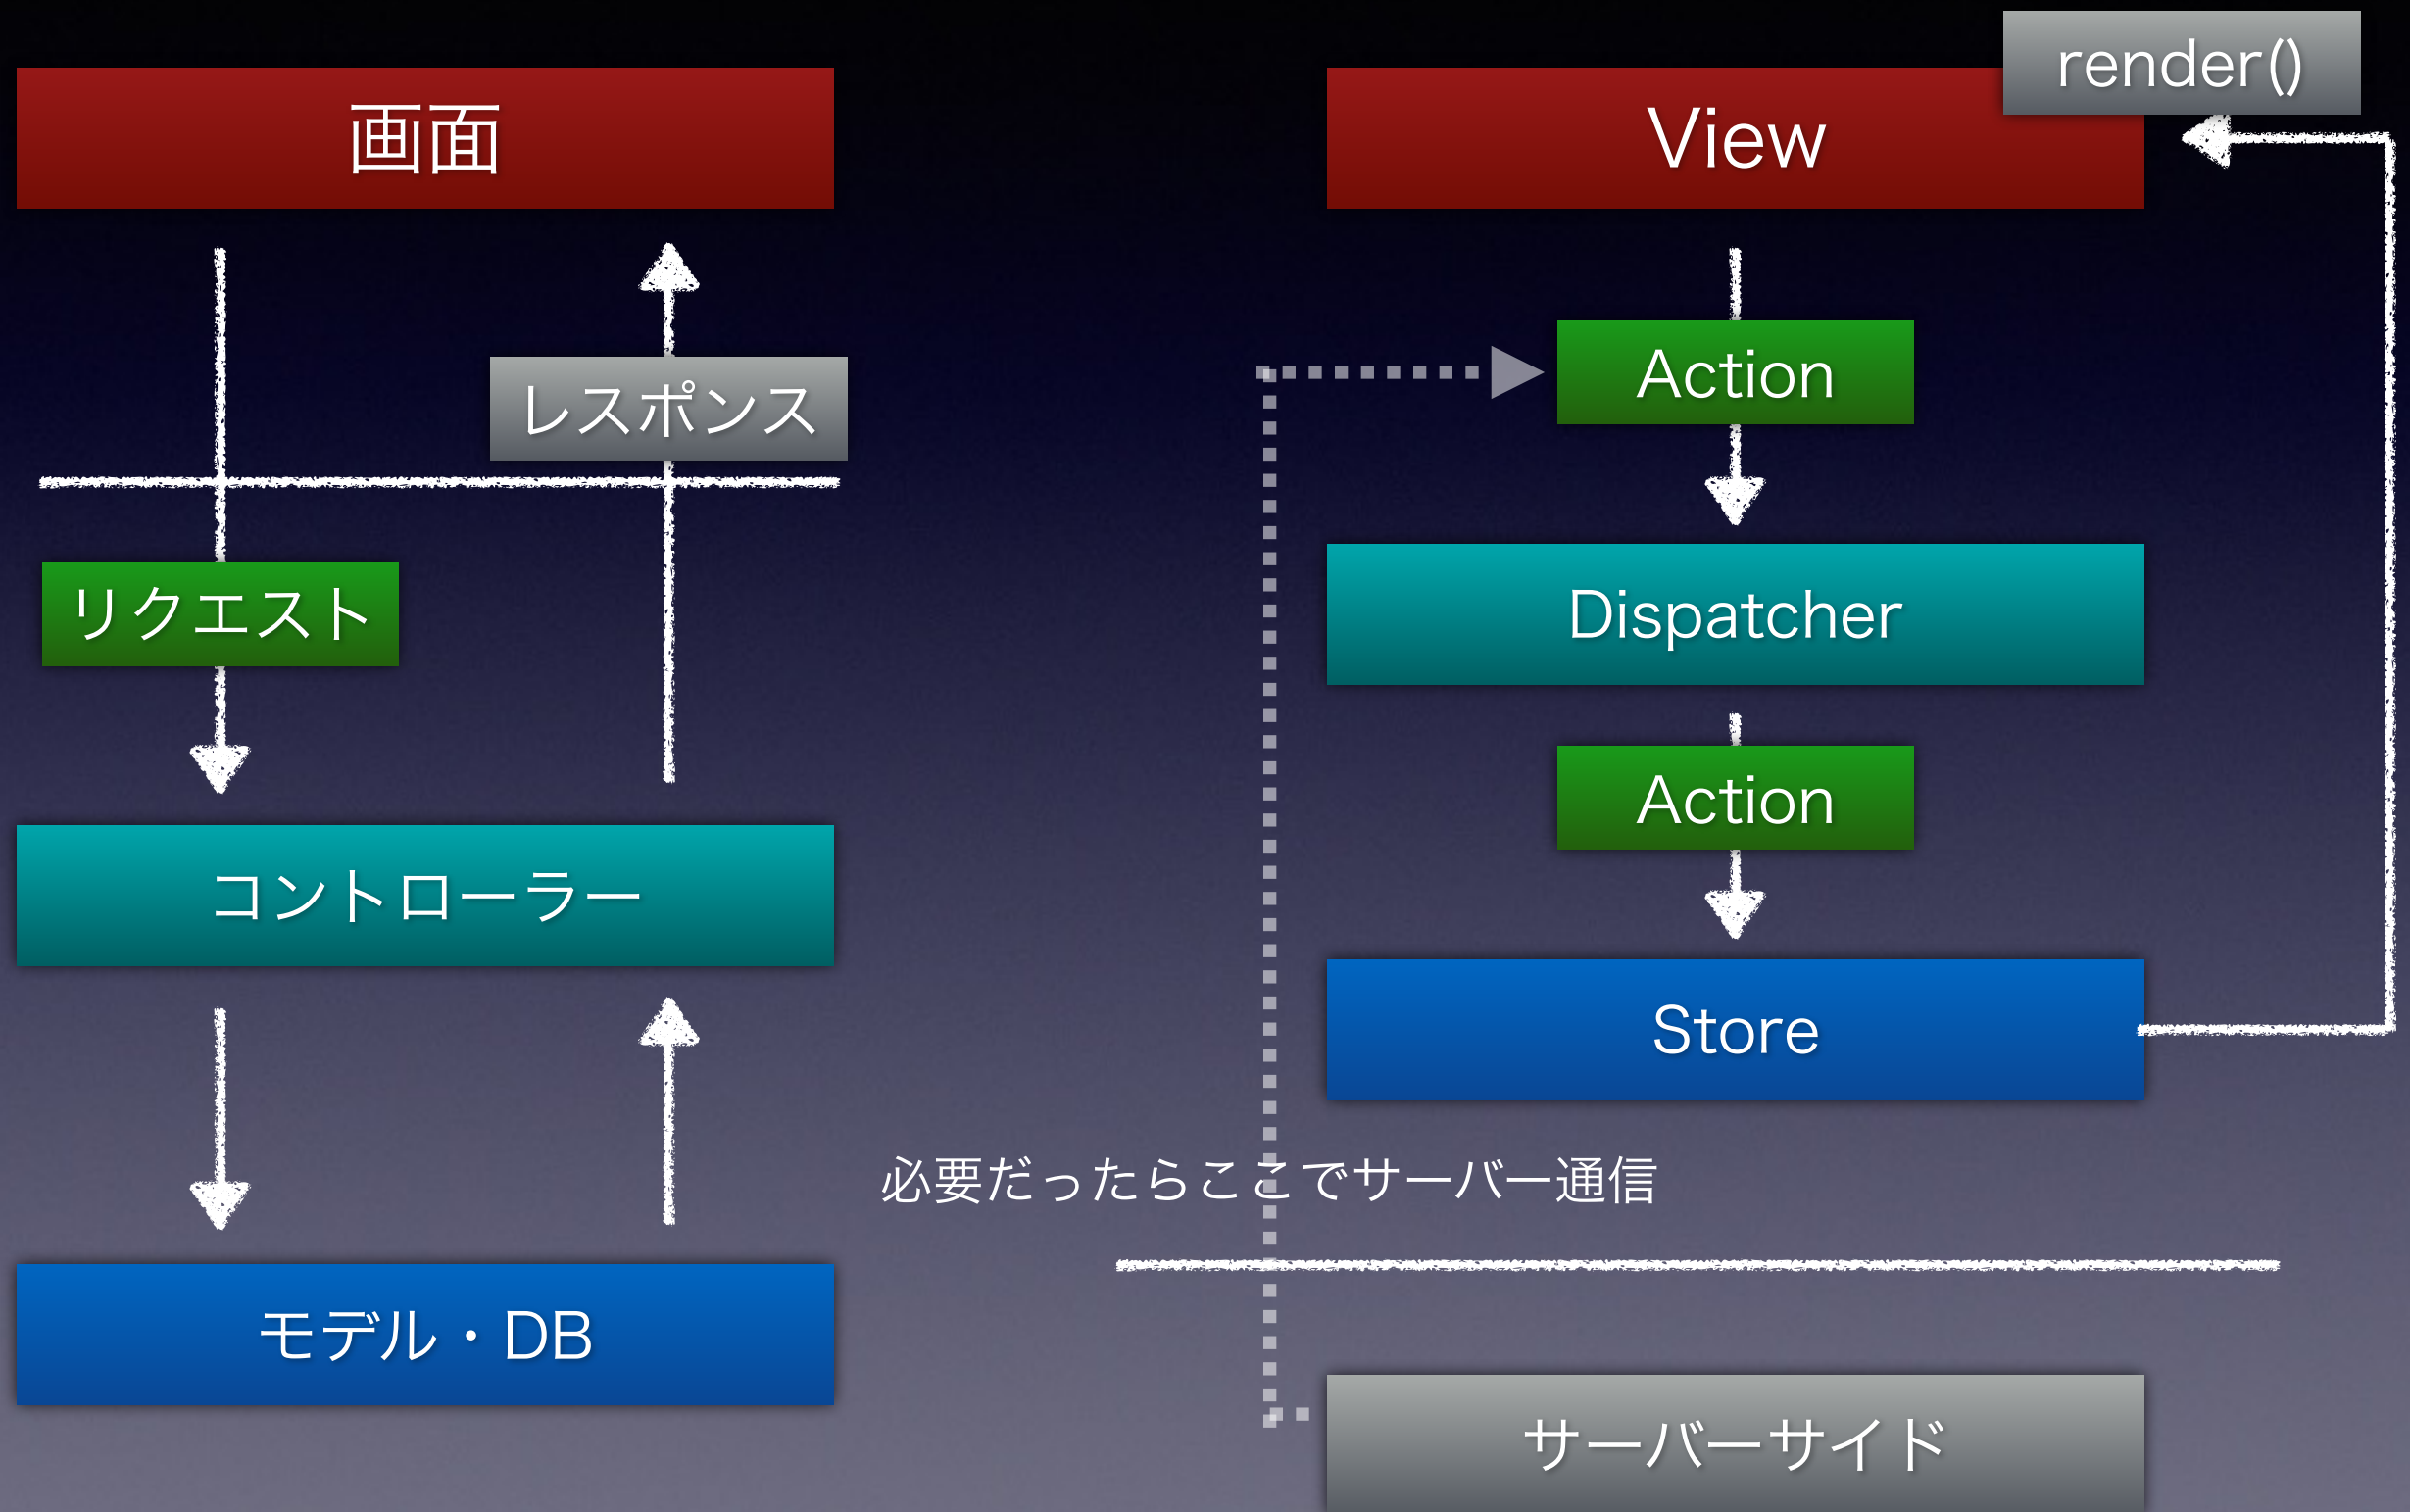 画面
レスポンス
リクエスト
コントローラー
モデル・DB
render()
View
Action
Dispatcher
Action
Store
必要だったらここでサーバー通信
サーバーサイド